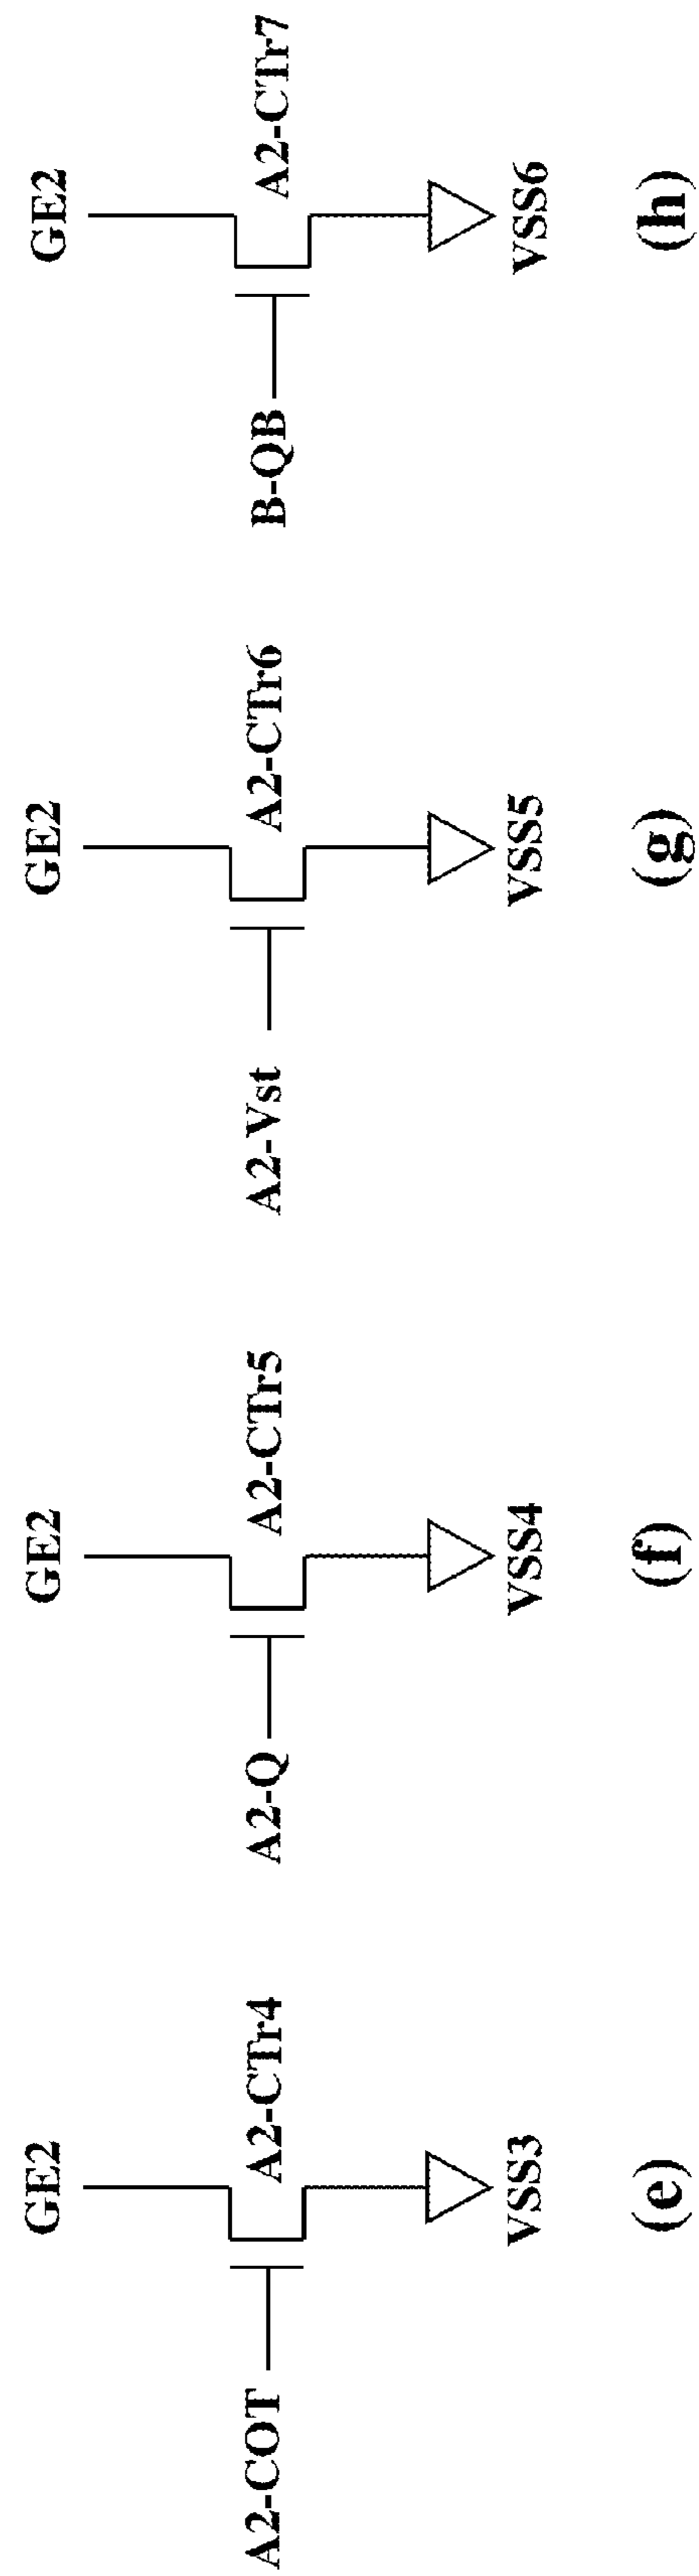 GE2
A2-COT
A2-CTr4
VSS3
(e)
GE2
A2-Q
A2-CTr5
VSS4
(f)
GE2
A2-Vst
A2-CTr6
VSS5
(g)
GE2
B-QB
A2-CTr7
VSS6
(h)